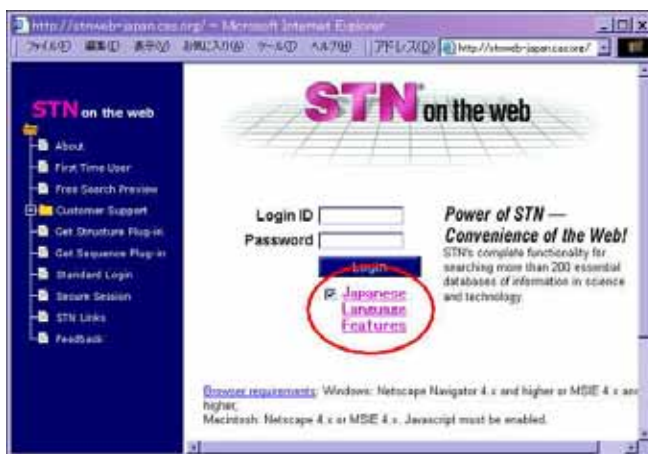 http://stnweb-japan.cas.org/ - Microsoft Internet Explorer
ファイル(F) 編集(E) 表示(V) お気に入り(A) ツール(T) ヘルプ(H) アドレス(D) http://stnweb-japan.cas.org/
STN on the web
About
First Time User
Free Search Preview
Customer Support
Get Structure Plug-in
Get Sequence Plug-in
Standard Login
Secure Session
STN Links
Feedback
STN on the web
Login ID
Password
Login
Japanese
Language
Features
Power of STN —
Convenience of the Web!
STN's complete functionality for
searching more than 200 essential
databases of information in science
and technology.
Browser requirements: Windows: Netscape Navigator 4.x and higher or MSIE 4.x and
higher;
Macintosh: Netscape 4.x or MSIE 4.x. Javascript must be enabled.